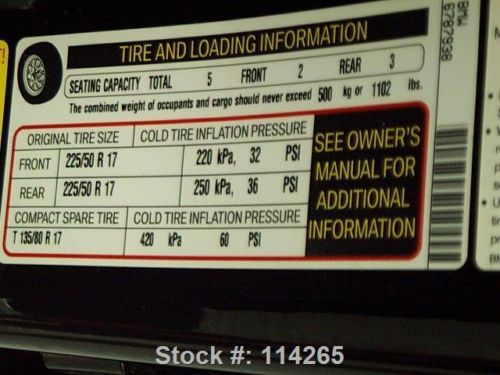 TIRE AND LOADING INFORMATION
SEATING CAPACITY TOTAL 5 FRONT 2 REAR 3
The combined weight of occupants and cargo should never exceed 500 kg or 1102 lbs.
ORIGINAL TIRE SIZE COLD TIRE INFLATION PRESSURE
FRONT 225/50 R 17 220 kPa, 32 PSI
REAR 225/50 R 17 250 kPa, 36 PSI
COMPACT SPARE TIRE COLD TIRE INFLATION PRESSURE
T 135/80 R 17 420 kPa 60 PSI
SEE OWNER'S
MANUAL FOR
ADDITIONAL
INFORMATION
BMW
6787938
Stock #: 114265